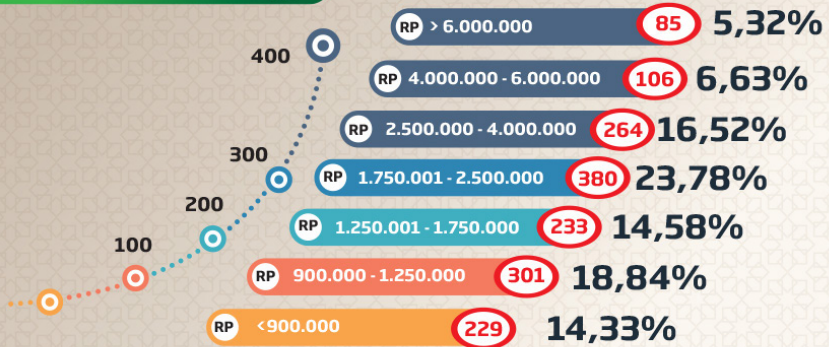 RP > 6.000.000 85 5,32%
400
RP 4.000.000 - 6.000.000 106 6,63%
RP 2.500.000 - 4.000.000 264 16,52%
300
RP 1.750.001 - 2.500.000 380 23,78%
200
RP 1.250.001 - 1.750.000 233 14,58%
100
RP 900.000 - 1.250.000 301 18,84%
RP <900.000 229 14,33%